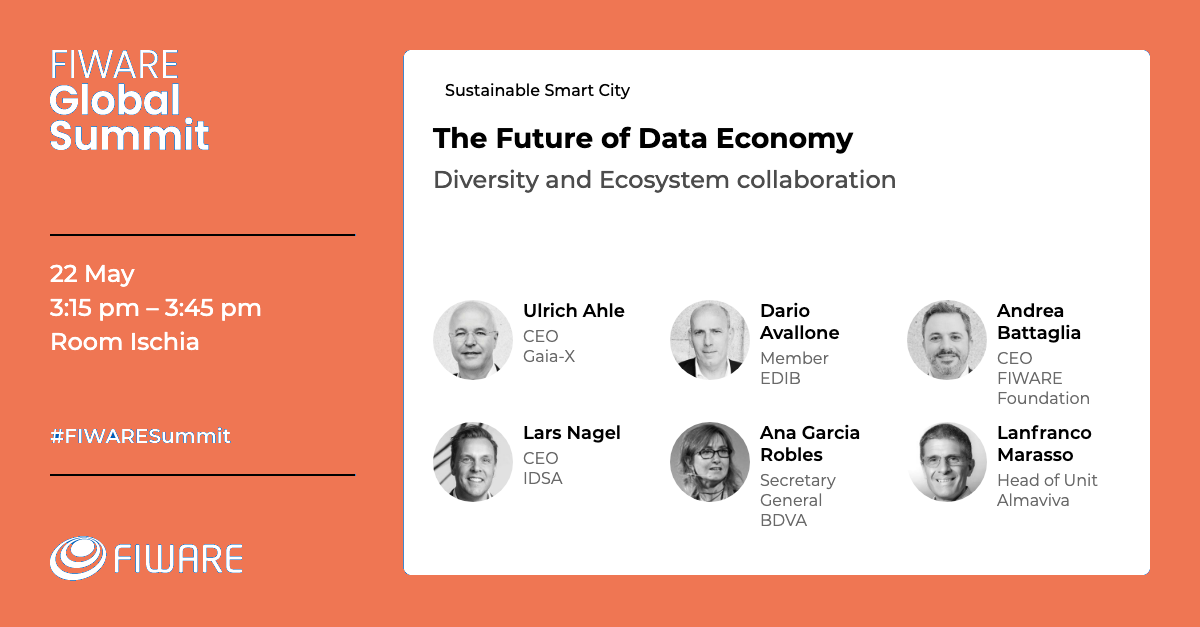 FIWARE
Global
Summit
22 May
3:15 pm – 3:45 pm
Room Ischia
#FIWARESummit
FIWARE
Sustainable Smart City
The Future of Data Economy
Diversity and Ecosystem collaboration
Ulrich Ahle
CEO
Gaia-X
Dario
Avallone
Member
EDIB
Andrea
Battaglia
CEO
FIWARE
Foundation
Lars Nagel
CEO
IDSA
Ana Garcia
Robles
Secretary
General
BDVA
Lanfranco
Marasso
Head of Unit
Almaviva